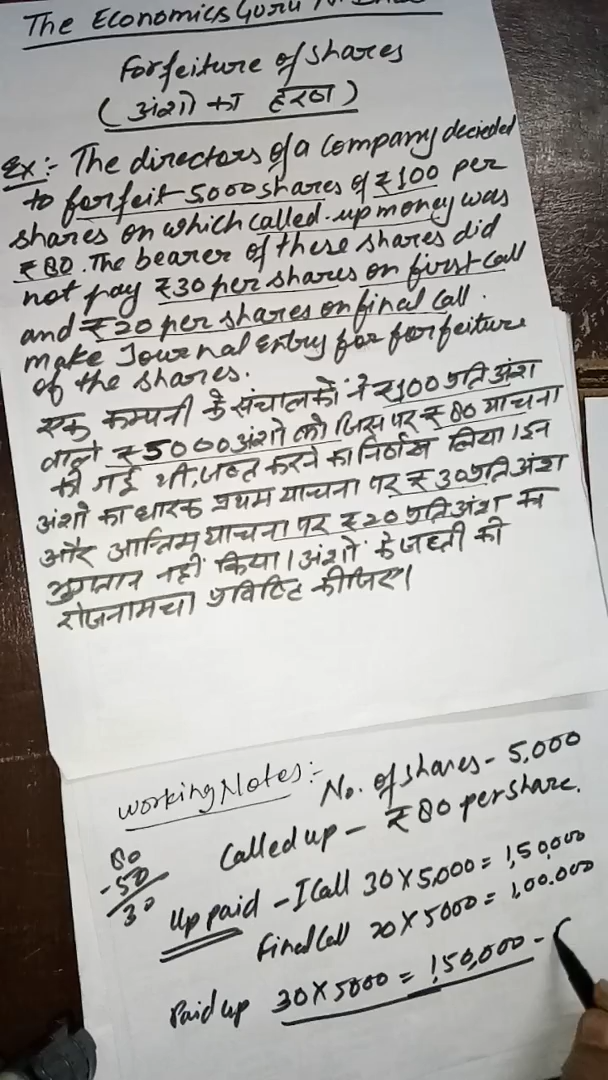 The Economics Guru
Forfeiture of Shares
(अंशो का हरण)
Ex:- The directors of a Company decieded
to forfeit 5000 shares of ₹100 per
shares on which called-up money was
₹80. The bearer of these shares did
not pay ₹30 per shares on first call
and ₹20 per shares on final call.
make Journal Entry for forfeiture
of the shares.
एक कम्पनी के संचालकों ने ₹100 प्रति अंश
वाले ₹5000 अंशो को जिस पर ₹80 याचना
की गई थी, जब्त करने का निर्णय लिया। इन
अंशो का धारक प्रथम याचना पर ₹30 प्रति अंश
और अन्तिम याचना पर ₹20 प्रति अंश का
भुगतान नही किया। अंशो के जब्ती की
रोजनामचा प्रविष्टि कीजिए।
Working Notes:-
No. of shares - 5,000
Called up - ₹80 per share.
80
-50
30
Up paid - I Call 30 X 5,000 = 1,50,000
Final Call 20 X 5000 = 1,00.000
Paid up 30 X 5000 = 1,50,000 -